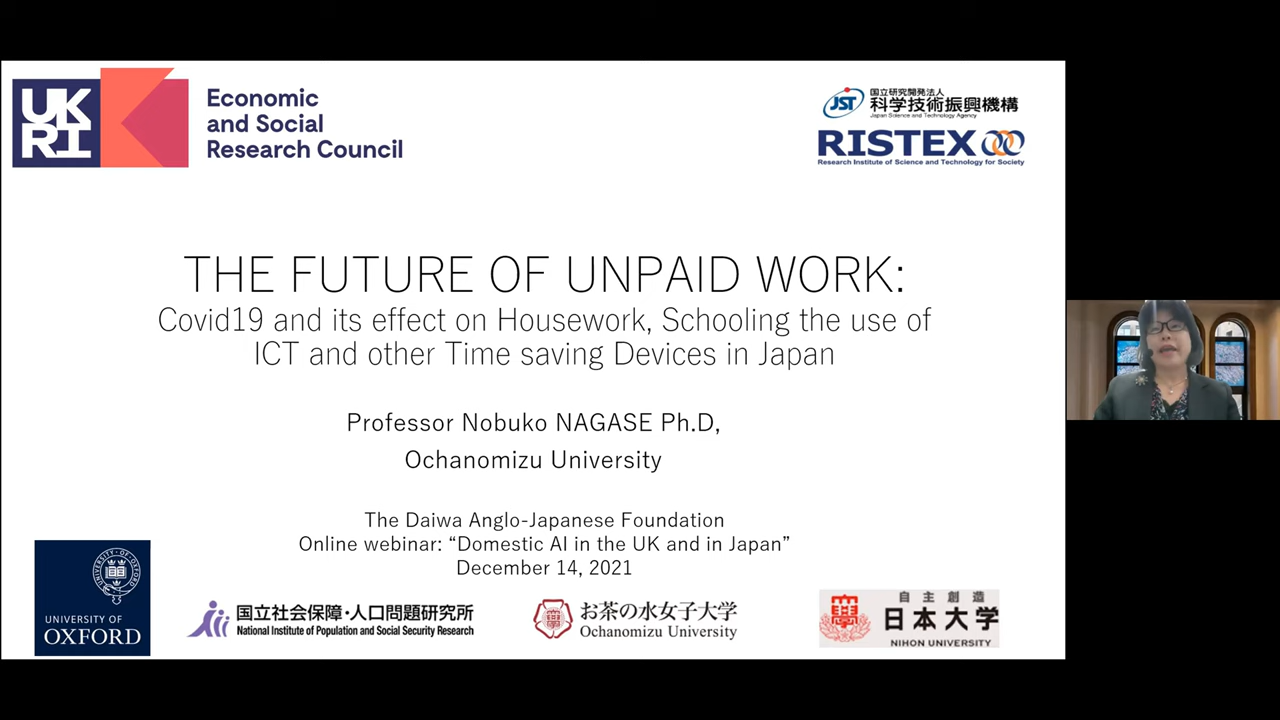 UK
RI
Economic
and Social
Research Council
JST
国立研究開発法人
科学技術振興機構
Japan Science and Technology Agency
RISTEX
Research Institute of Science and Technology for Society
THE FUTURE OF UNPAID WORK:
Covid19 and its effect on Housework, Schooling the use of
ICT and other Time saving Devices in Japan
Professor Nobuko NAGASE Ph.D,
Ochanomizu University
The Daiwa Anglo-Japanese Foundation
Online webinar: “Domestic AI in the UK and in Japan”
December 14, 2021
UNIVERSITY OF OXFORD
UNIVERSITY OF
OXFORD
国立社会保障・人口問題研究所
National Institute of Population and Social Security Research
お茶の水女子大学
Ochanomizu University
自主創造
日本大学
NIHON UNIVERSITY